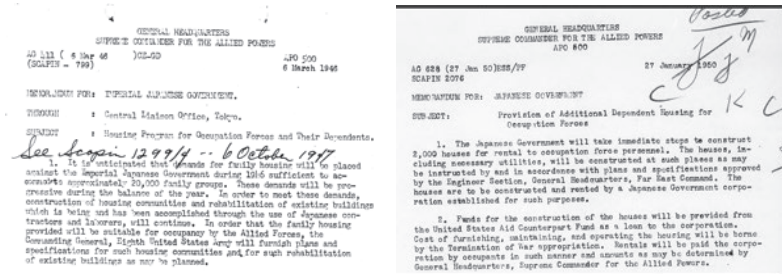 GENERAL HEADQUARTERS
SUPREME COMMANDER FOR THE ALLIED POWERS
AG 411 ( 6 Mar 46 )GD-GO
(SCAPIN - 799)
APO 500
6 March 1946
MEMORANDUM FOR: IMPERIAL JAPANESE GOVERNMENT.
THROUGH : Central Liaison Office, Tokyo.
SUBJECT : Housing Program for Occupation Forces and Their Dependents.
See Scapin 1299/4 -- 6 October 1947
1. It is anticipated that demands for family housing will be placed
against the Imperial Japanese Government during 1946 sufficient to ac-
commodate approximately 20,000 family groups. These demands will be pro-
gressive during the balance of the year. In order to meet these demands,
construction of housing communities and rehabilitation of existing buildings
which is being and has been accomplished through the use of Japanese con-
tractors and laborers, will continue. In order that the family housing
provided will be suitable for occupancy by the Allied Forces, the
Commanding General, Eighth United States Army will furnish plans and
specifications for such housing communities and for such rehabilitation
of existing buildings as may be planned.
Posted
GENERAL HEADQUARTERS
SUPREME COMMANDER FOR THE ALLIED POWERS
APO 500
AG 628 (27 Jan 50)ESS/PF
SCAPIN 2076
27 January 1950
MEMORANDUM FOR: JAPANESE GOVERNMENT
SUBJECT: Provision of Additional Dependent Housing for
Occupation Forces
1. The Japanese Government will take immediate steps to construct
2,000 houses for rental to occupation force personnel. The houses, in-
cluding necessary utilities, will be constructed at such places as may
be instructed by and in accordance with plans and specifications approved
by the Engineer Section, General Headquarters, Far East Command. The
houses are to be constructed and rented by a Japanese Government corpo-
ration established for such purposes.
2. Funds for the construction of the houses will be provided from
the United States Aid Counterpart Fund as a loan to the corporation.
Cost of furnishing, maintaining, and operating the housing will be borne
by the Termination of War appropriation. Rentals will be paid the corpo-
ration by occupants in such manner and amounts as may be determined by
General Headquarters, Supreme Commander for the Allied Powers.